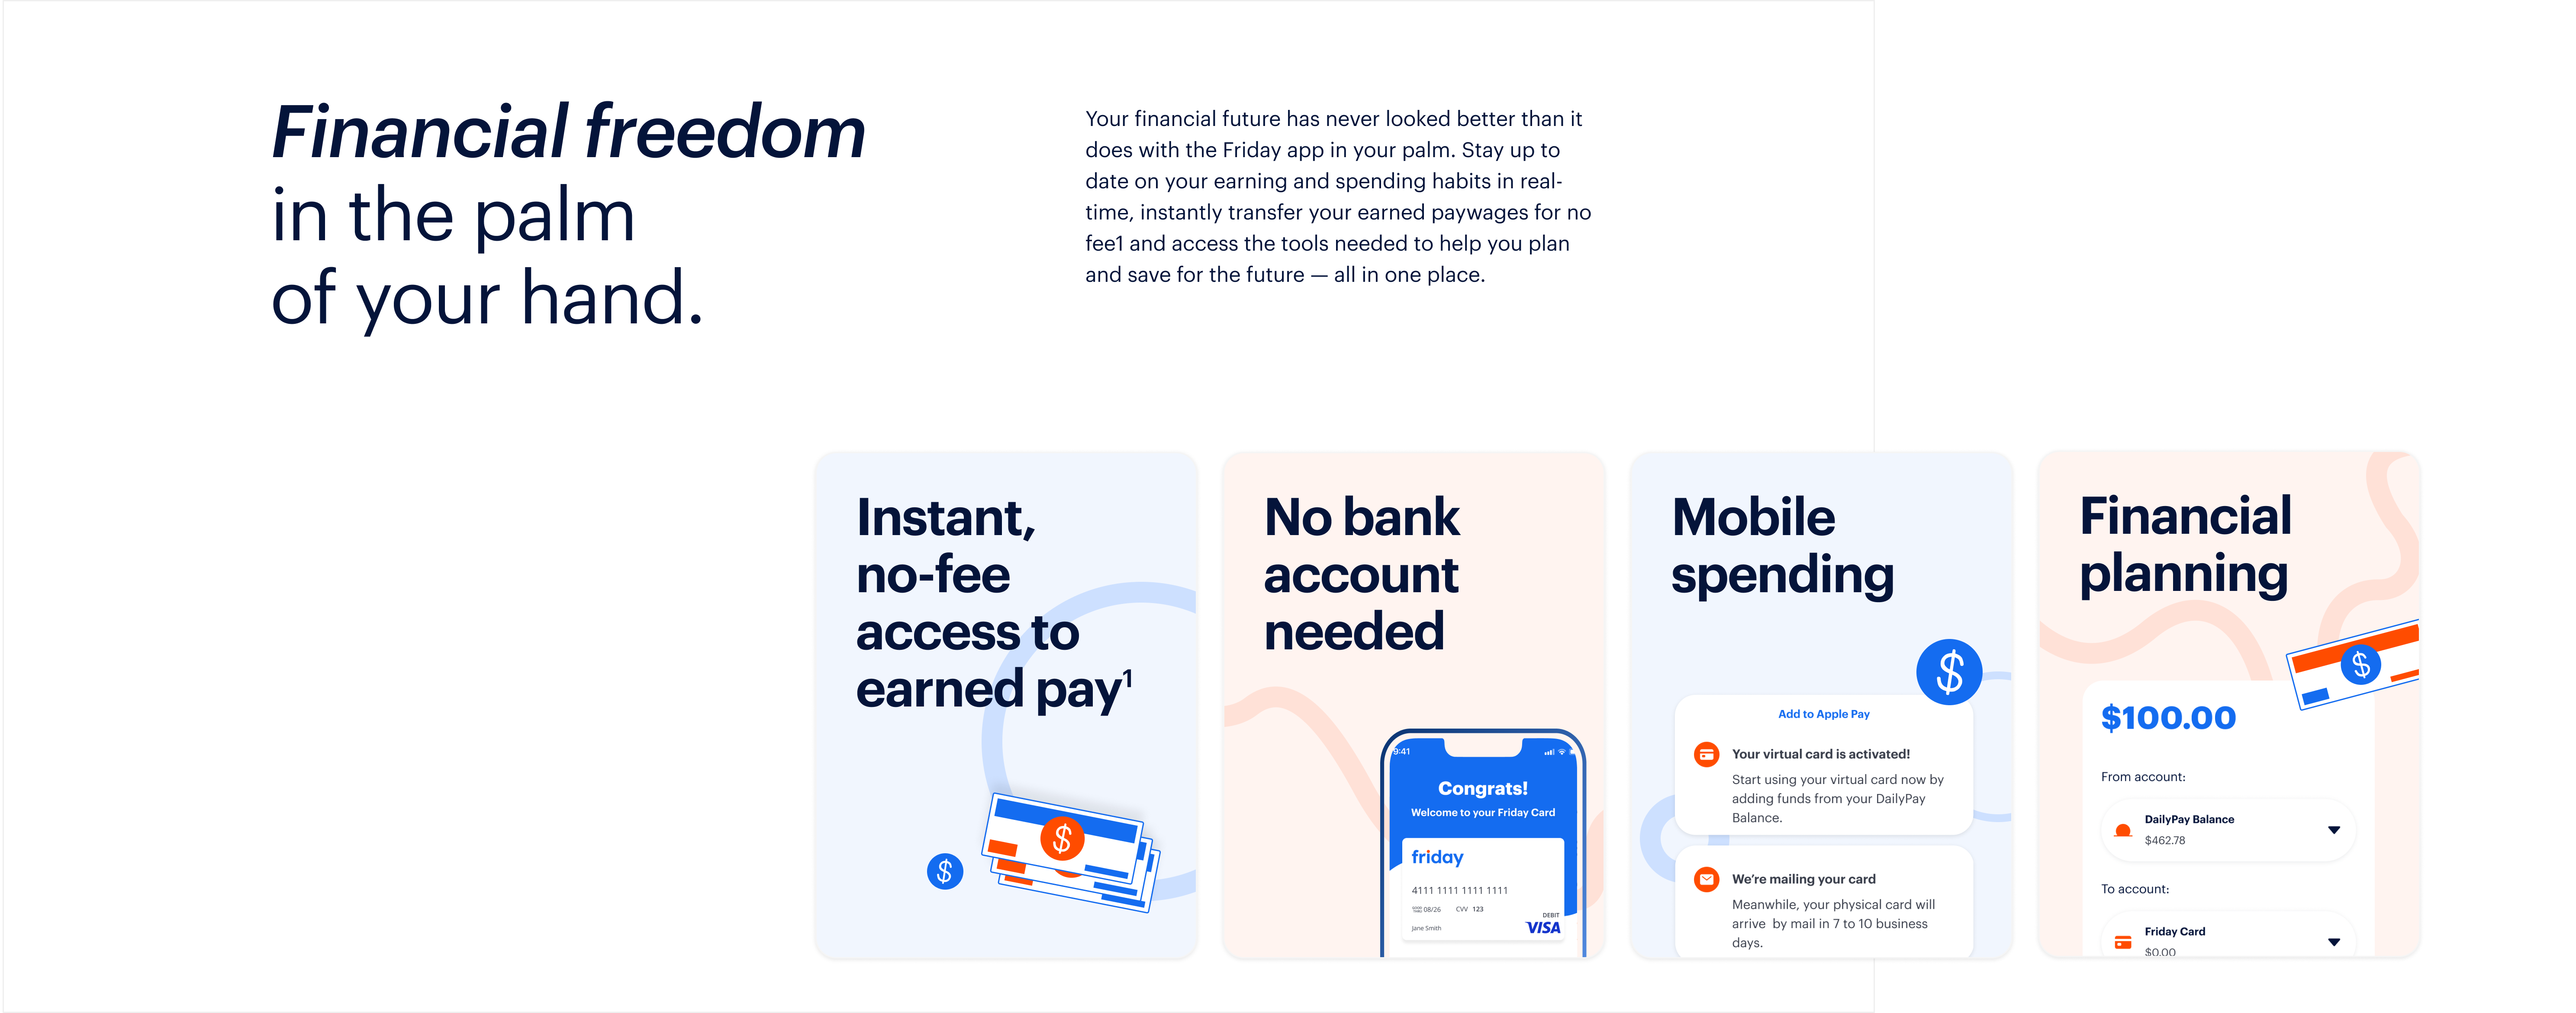 Financial freedom
in the palm
of your hand.
Your financial future has never looked better than it
does with the Friday app in your palm. Stay up to
date on your earning and spending habits in real-
time, instantly transfer your earned paywages for no
fee1 and access the tools needed to help you plan
and save for the future — all in one place.
Instant,
no-fee
access to
earned pay¹
$
$
No bank
account
needed
9:41
Congrats!
Welcome to your Friday Card
friday
4111 1111 1111 1111
08/26 CVV 123
DEBIT
Jane Smith
VISA
Mobile
spending
$
Add to Apple Pay
Your virtual card is activated!
Start using your virtual card now by
adding funds from your DailyPay
Balance.
We’re mailing your card
Meanwhile, your physical card will
arrive  by mail in 7 to 10 business
days.
Financial
planning
$
$100.00
From account:
DailyPay Balance
$462.78
To account:
Friday Card
$0.00